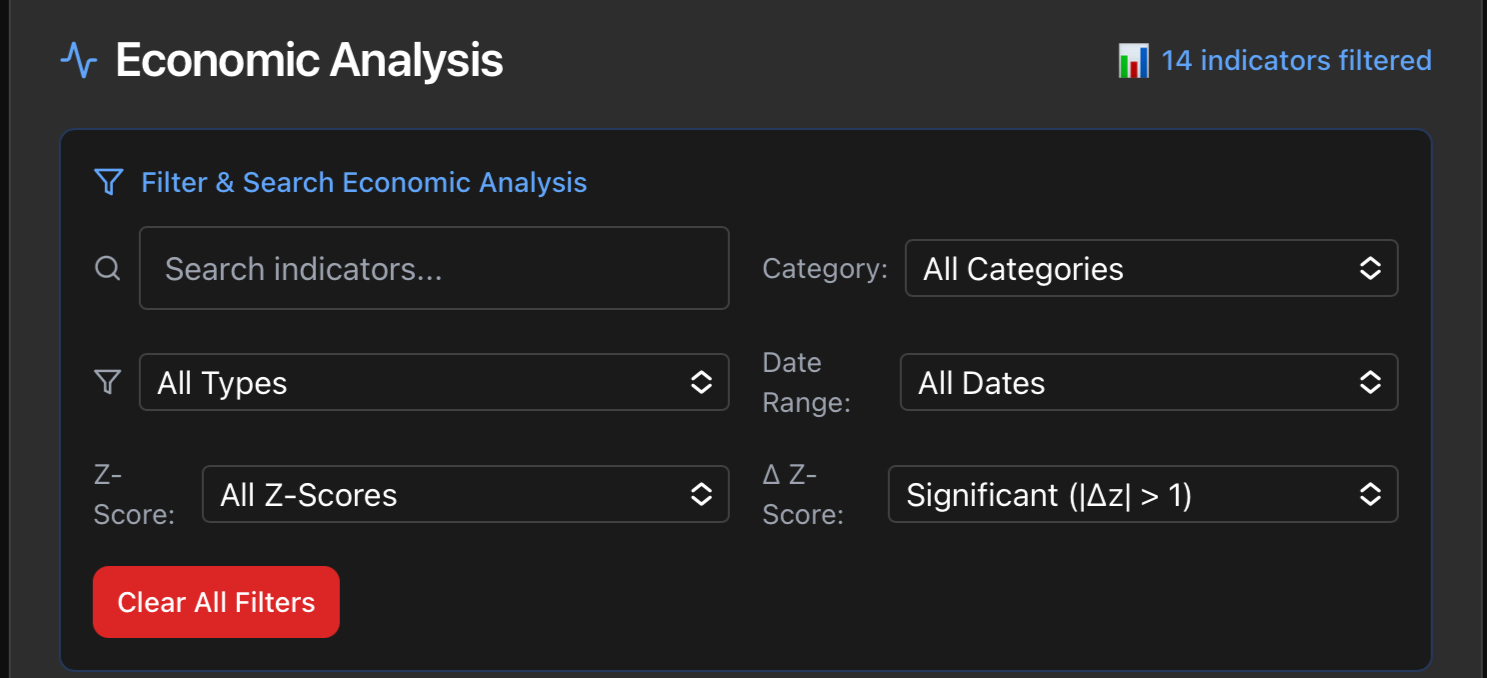 Economic Analysis
14 indicators filtered
Filter & Search Economic Analysis
Search indicators...
Category:
All Categories
All Types
Date
Range:
All Dates
Z-
Score:
All Z-Scores
Δ Z-
Score:
Significant (|Δz| > 1)
Clear All Filters